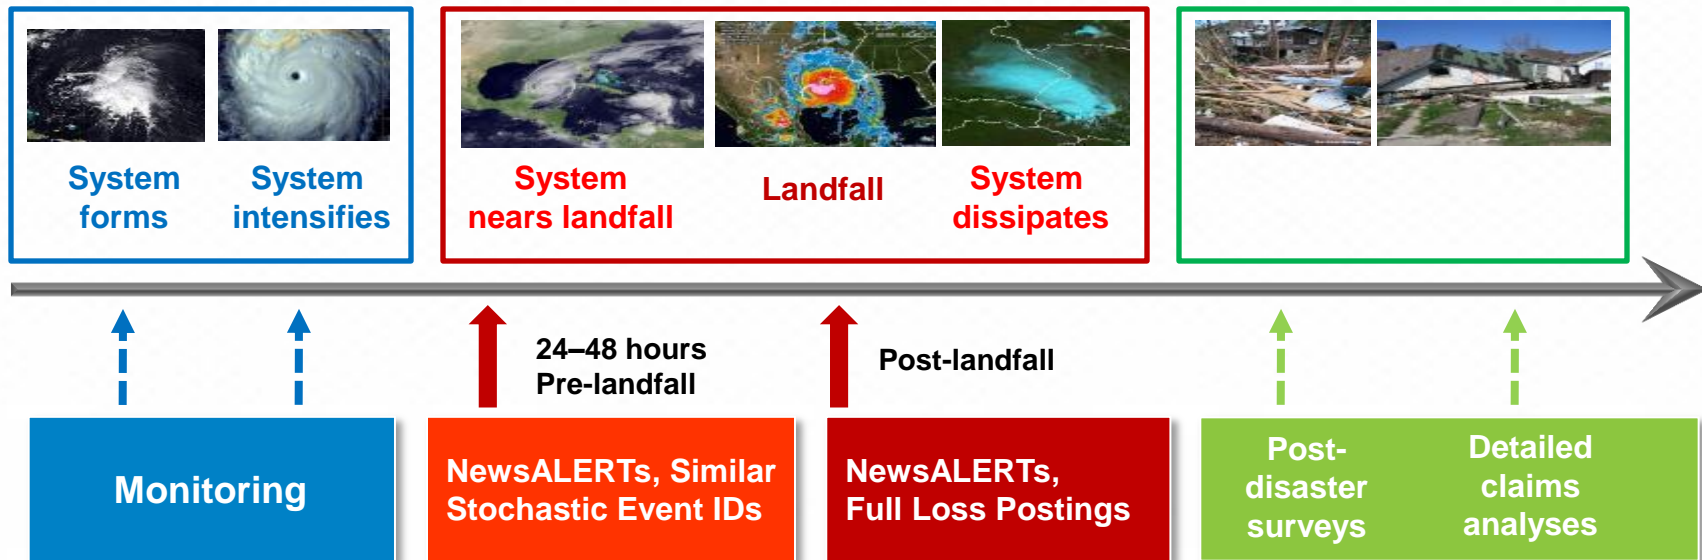 System
forms
System
intensifies
System
nears landfall
Landfall
System
dissipates
24–48 hours
Pre-landfall
Post-landfall
Monitoring
NewsALERTs, Similar
Stochastic Event IDs
NewsALERTs,
Full Loss Postings
Post-
disaster
surveys
Detailed
claims
analyses